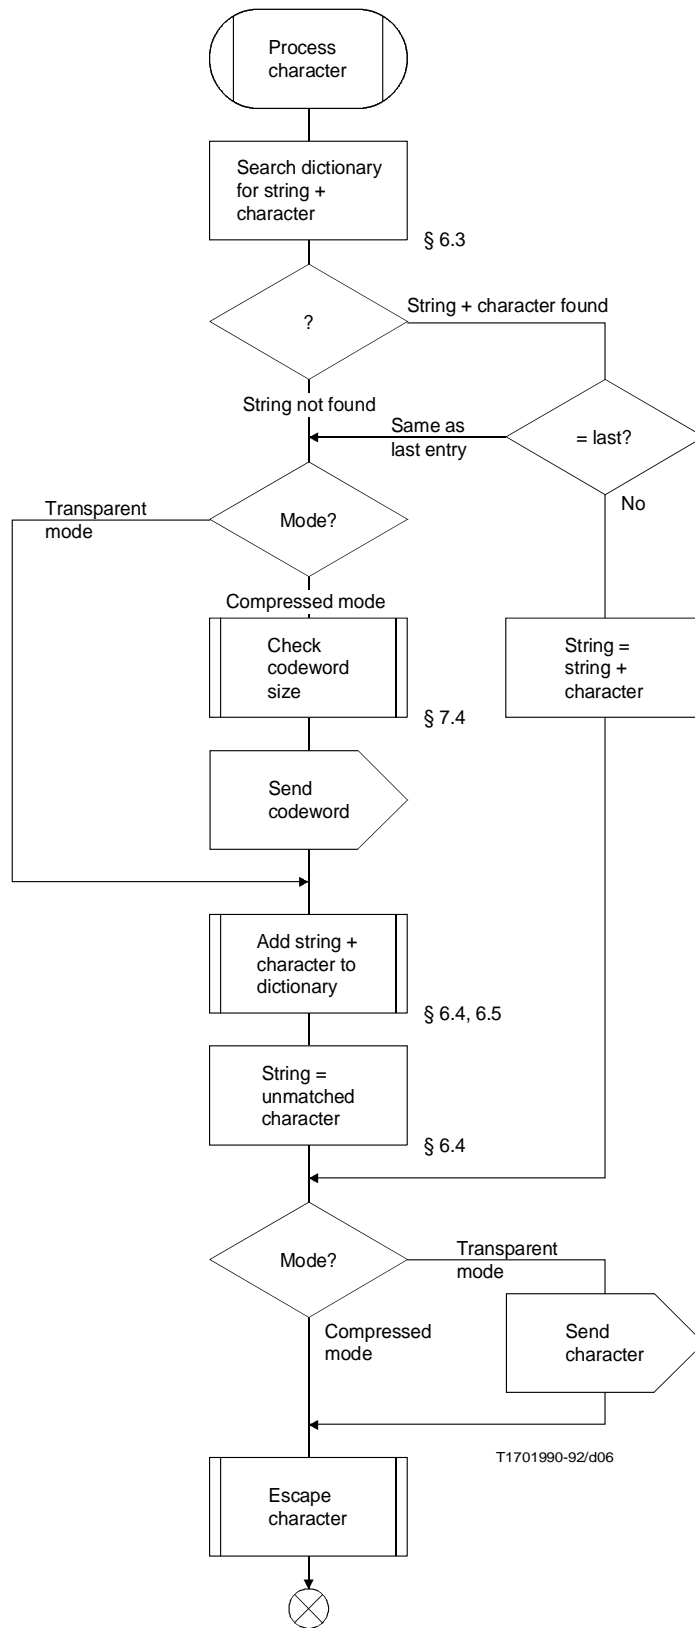 Process
character
Search dictionary
for string +
character
§ 6.3
?
String + character found
String not found
Same as
last entry
= last?
No
Transparent
mode
Mode?
Compressed mode
Check
codeword
size
§ 7.4
String =
string +
character
Send
codeword
Add string +
character to
dictionary
§ 6.4, 6.5
String =
unmatched
character
§ 6.4
Mode?
Transparent
mode
Compressed
mode
Send
character
T1701990-92/d06
Escape
character